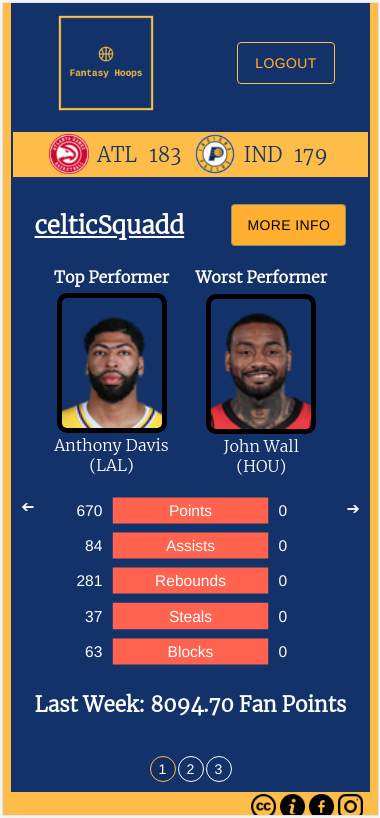 Fantasy Hoops
LOGOUT
ATL 183 IND 179
celticSquadd
MORE INFO
Top Performer Worst Performer
Anthony Davis
(LAL)
John Wall
(HOU)
670 Points 0
84 Assists 0
281 Rebounds 0
37 Steals 0
63 Blocks 0
Last Week: 8094.70 Fan Points
1 2 3